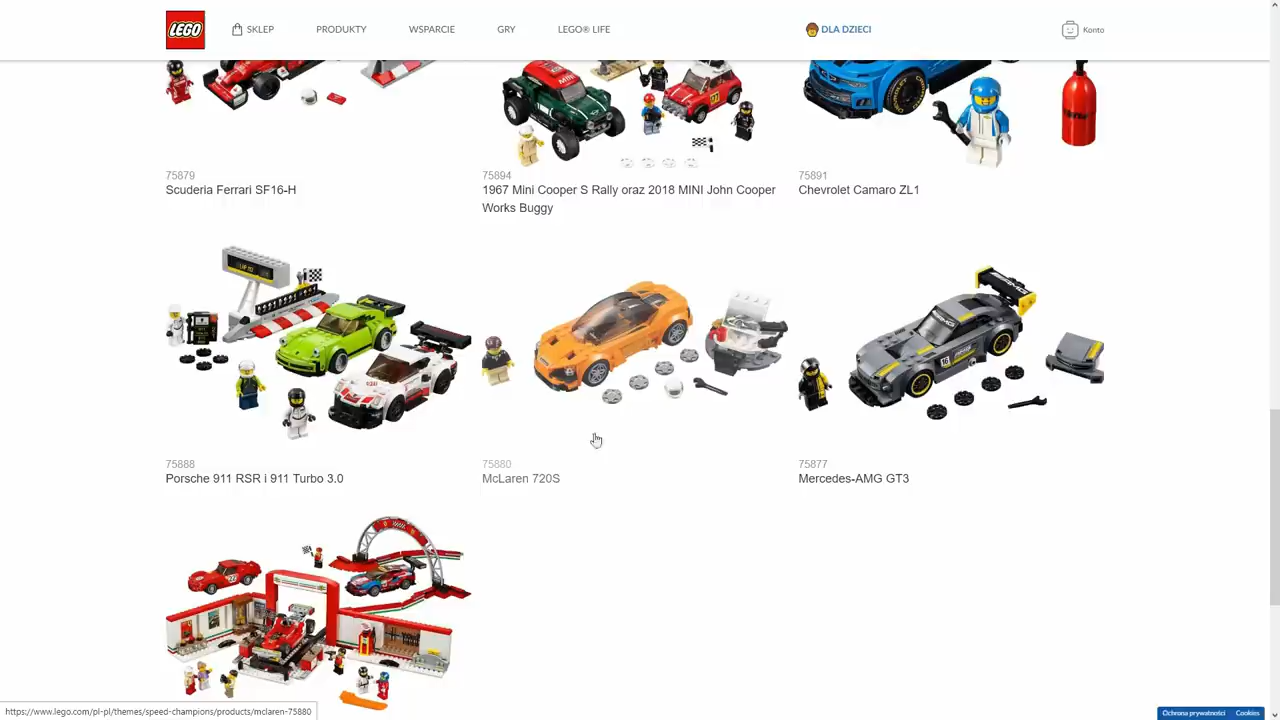 LEGO
SKLEP
PRODUKTY
WSPARCIE
GRY
LEGO® LIFE
DLA DZIECI
Konto
75879
Scuderia Ferrari SF16-H
75894
1967 Mini Cooper S Rally oraz 2018 MINI John Cooper
Works Buggy
75891
Chevrolet Camaro ZL1
75888
Porsche 911 RSR i 911 Turbo 3.0
75880
McLaren 720S
75877
Mercedes-AMG GT3
https://www.lego.com/pl-pl/themes/speed-champions/products/mclaren-75880
Ochrona prywatności
Cookies